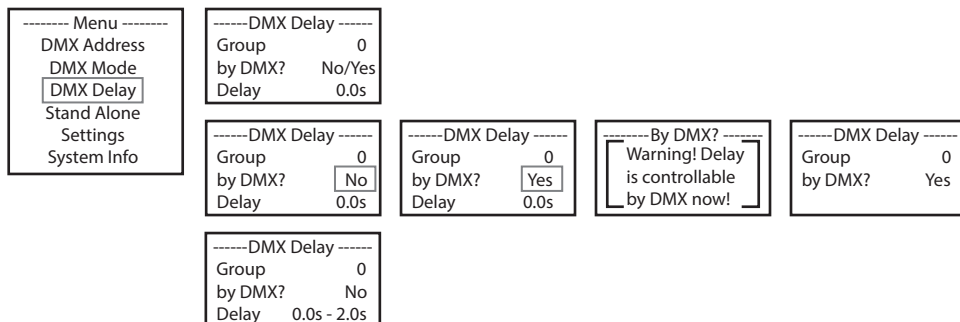 -------- Menu --------
DMX Address
DMX Mode
DMX Delay
Stand Alone
Settings
System Info
------DMX Delay ------
Group 0
by DMX? No/Yes
Delay 0.0s
------DMX Delay ------
Group 0
by DMX? No
Delay 0.0s
------DMX Delay ------
Group 0
by DMX? Yes
Delay 0.0s
--------By DMX? -------
Warning! Delay
is controllable
by DMX now!
------DMX Delay ------
Group 0
by DMX? Yes
------DMX Delay ------
Group 0
by DMX? No
Delay 0.0s - 2.0s